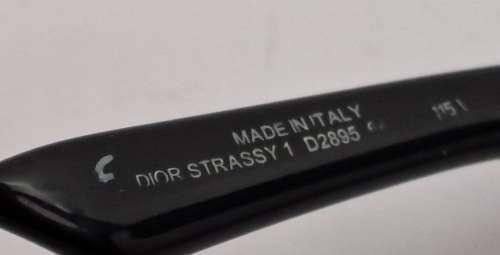 MADE IN ITALY
DIOR STRASSY 1 D2895 115